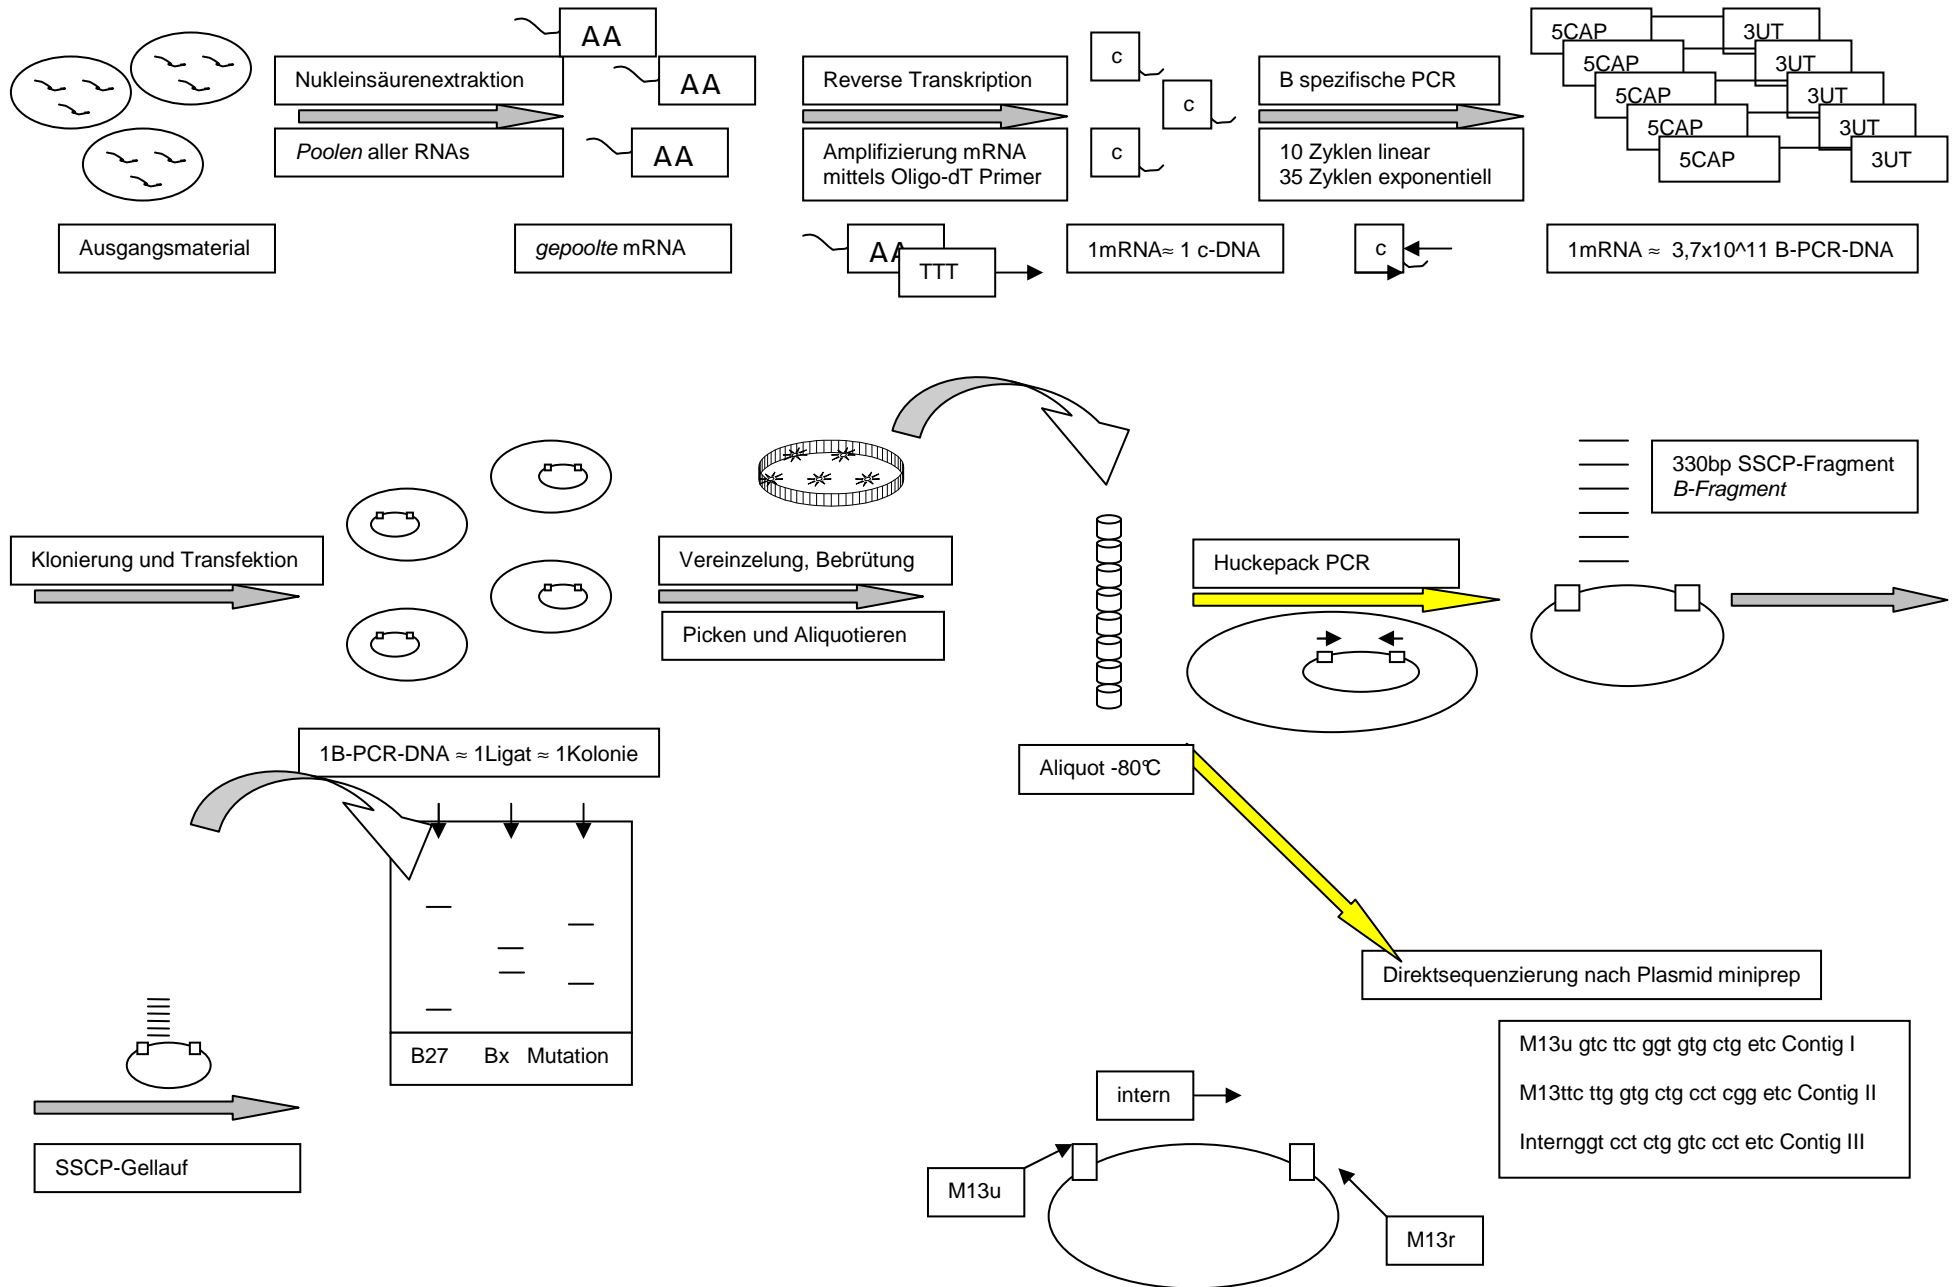 AA
5CAP 3UT
5CAP 3UT
5CAP 3UT
5CAP 3UT
5CAP 3UT
Nukleinsäurenextraktion
AA
Poolen aller RNAs
AA
Reverse Transkription
c
c
c
Amplifizierung mRNA
mittels Oligo-dT Primer
B spezifische PCR
10 Zyklen linear
35 Zyklen exponentiell
Ausgangsmaterial
gepoolte mRNA
AA
TTT
1mRNA≈ 1 c-DNA
c
1mRNA ≈ 3,7x10^11 B-PCR-DNA
Klonierung und Transfektion
Vereinzelung, Bebrütung
Picken und Aliquotieren
Huckepack PCR
330bp SSCP-Fragment
B-Fragment
1B-PCR-DNA ≈ 1Ligat ≈ 1Kolonie
Aliquot -80°C
B27 Bx Mutation
SSCP-Gellauf
Direktsequenzierung nach Plasmid miniprep
M13u gtc ttc ggt gtg ctg etc Contig I
M13ttc ttg gtg ctg cct cgg etc Contig II
Internggt cct ctg gtc cct etc Contig III
intern
M13u
M13r